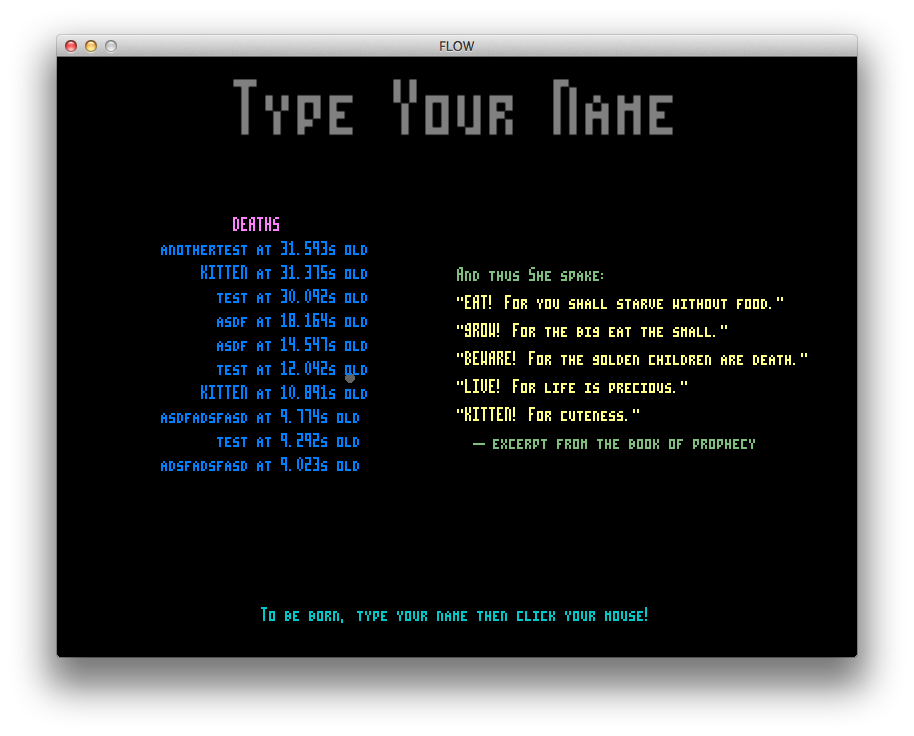 FLOW
Type Your Name
DEATHS
ANOTHERTEST AT 31.593s OLD
KITTEN AT 31.375s OLD
TEST AT 30.092s OLD
ASDF AT 18.164s OLD
ASDF AT 14.547s OLD
TEST AT 12.042s OLD
KITTEN AT 10.891s OLD
ASDFADSFASD AT 9.774s OLD
TEST AT 9.292s OLD
ADSFADSFASD AT 9.023s OLD
And thus She spake:
"EAT! For you shall starve without food."
"GROW! For the big eat the small."
"BEWARE! For the golden children are death."
"LIVE! For life is precious."
"KITTEN! For cuteness."
— excerpt from the book of prophecy
To be born, type your name then click your mouse!